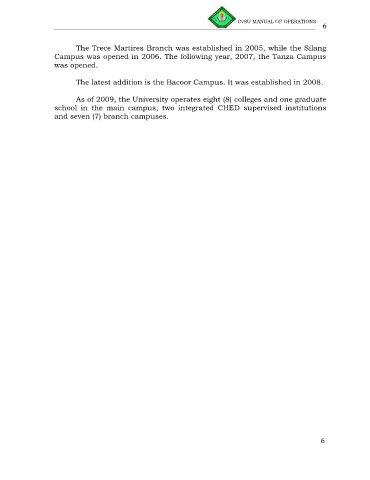 CvSU MANUAL OF OPERATIONS
6
The Trece Martires Branch was established in 2005, while the Silang
Campus was opened in 2006. The following year, 2007, the Tanza Campus
was opened.
The latest addition is the Bacoor Campus. It was established in 2008.
As of 2009, the University operates eight (8) colleges and one graduate
school in the main campus, two integrated CHED supervised institutions
and seven (7) branch campuses.
6